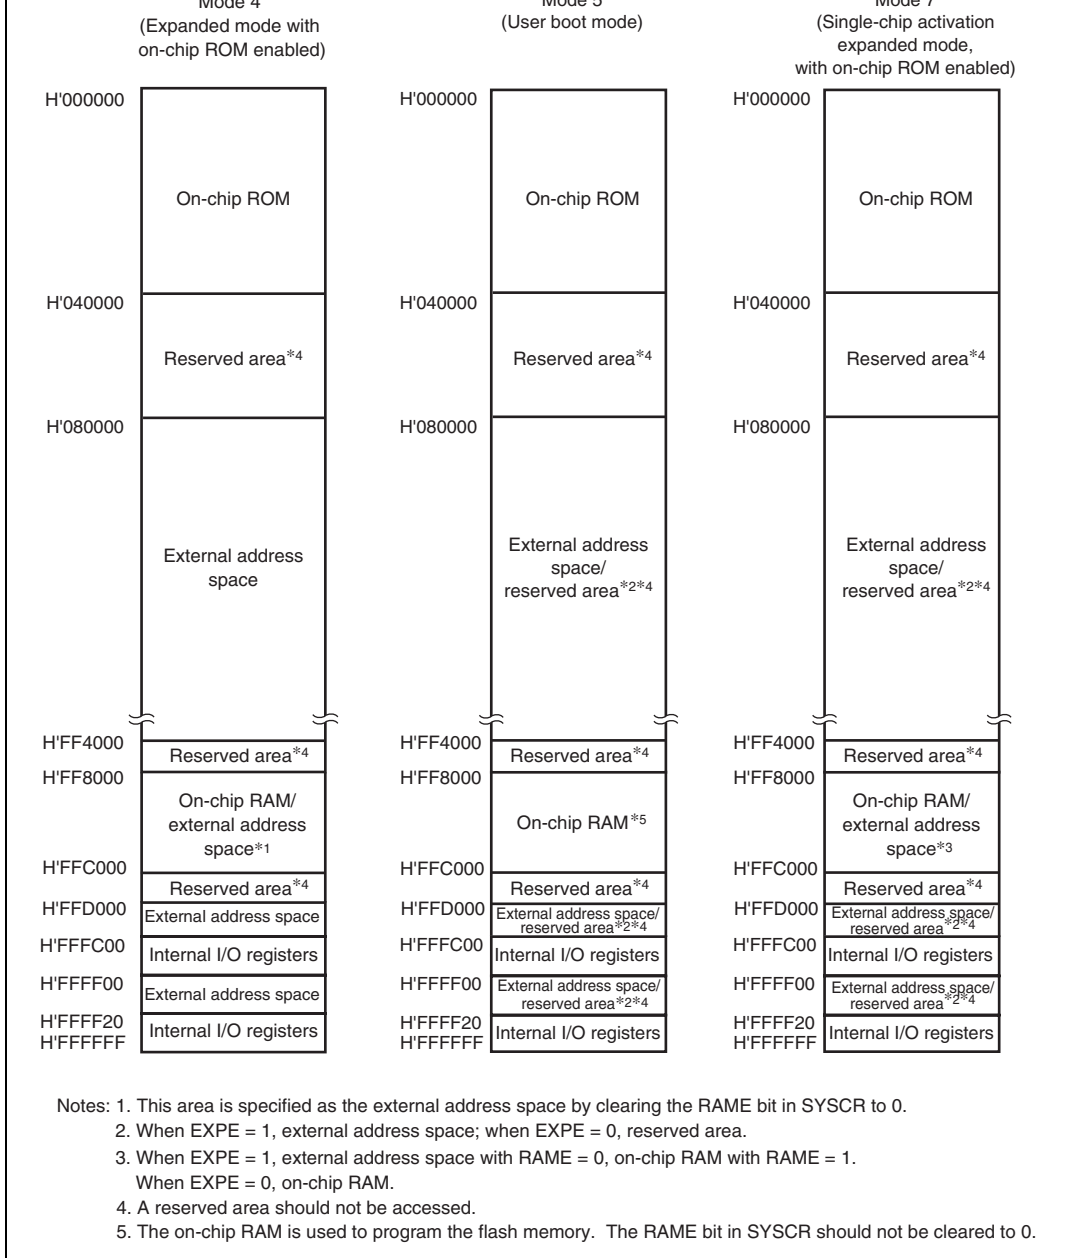 Mode 4
(Expanded mode with
on-chip ROM enabled)
H'000000
On-chip ROM
H'040000
Reserved area*4
H'080000
External address
space
H'FF4000
Reserved area*4
H'FF8000
On-chip RAM/
external address
space*1
H'FFC000
Reserved area*4
H'FFD000
External address space
H'FFFC00
Internal I/O registers
H'FFFF00
External address space
H'FFFF20
Internal I/O registers
H'FFFFFF
Mode 5
(User boot mode)
H'000000
On-chip ROM
H'040000
Reserved area*4
H'080000
External address
space/
reserved area*2*4
H'FF4000
Reserved area*4
H'FF8000
On-chip RAM*5
H'FFC000
Reserved area*4
H'FFD000
External address space/
reserved area*2*4
H'FFFC00
Internal I/O registers
H'FFFF00
External address space/
reserved area*2*4
H'FFFF20
Internal I/O registers
H'FFFFFF
Mode 7
(Single-chip activation
expanded mode,
with on-chip ROM enabled)
H'000000
On-chip ROM
H'040000
Reserved area*4
H'080000
External address
space/
reserved area*2*4
H'FF4000
Reserved area*4
H'FF8000
On-chip RAM/
external address
space*3
H'FFC000
Reserved area*4
H'FFD000
External address space/
reserved area*2*4
H'FFFC00
Internal I/O registers
H'FFFF00
External address space/
reserved area*2*4
H'FFFF20
Internal I/O registers
H'FFFFFF
Notes: 1. This area is specified as the external address space by clearing the RAME bit in SYSCR to 0.
2. When EXPE = 1, external address space; when EXPE = 0, reserved area.
3. When EXPE = 1, external address space with RAME = 0, on-chip RAM with RAME = 1.
When EXPE = 0, on-chip RAM.
4. A reserved area should not be accessed.
5. The on-chip RAM is used to program the flash memory. The RAME bit in SYSCR should not be cleared to 0.